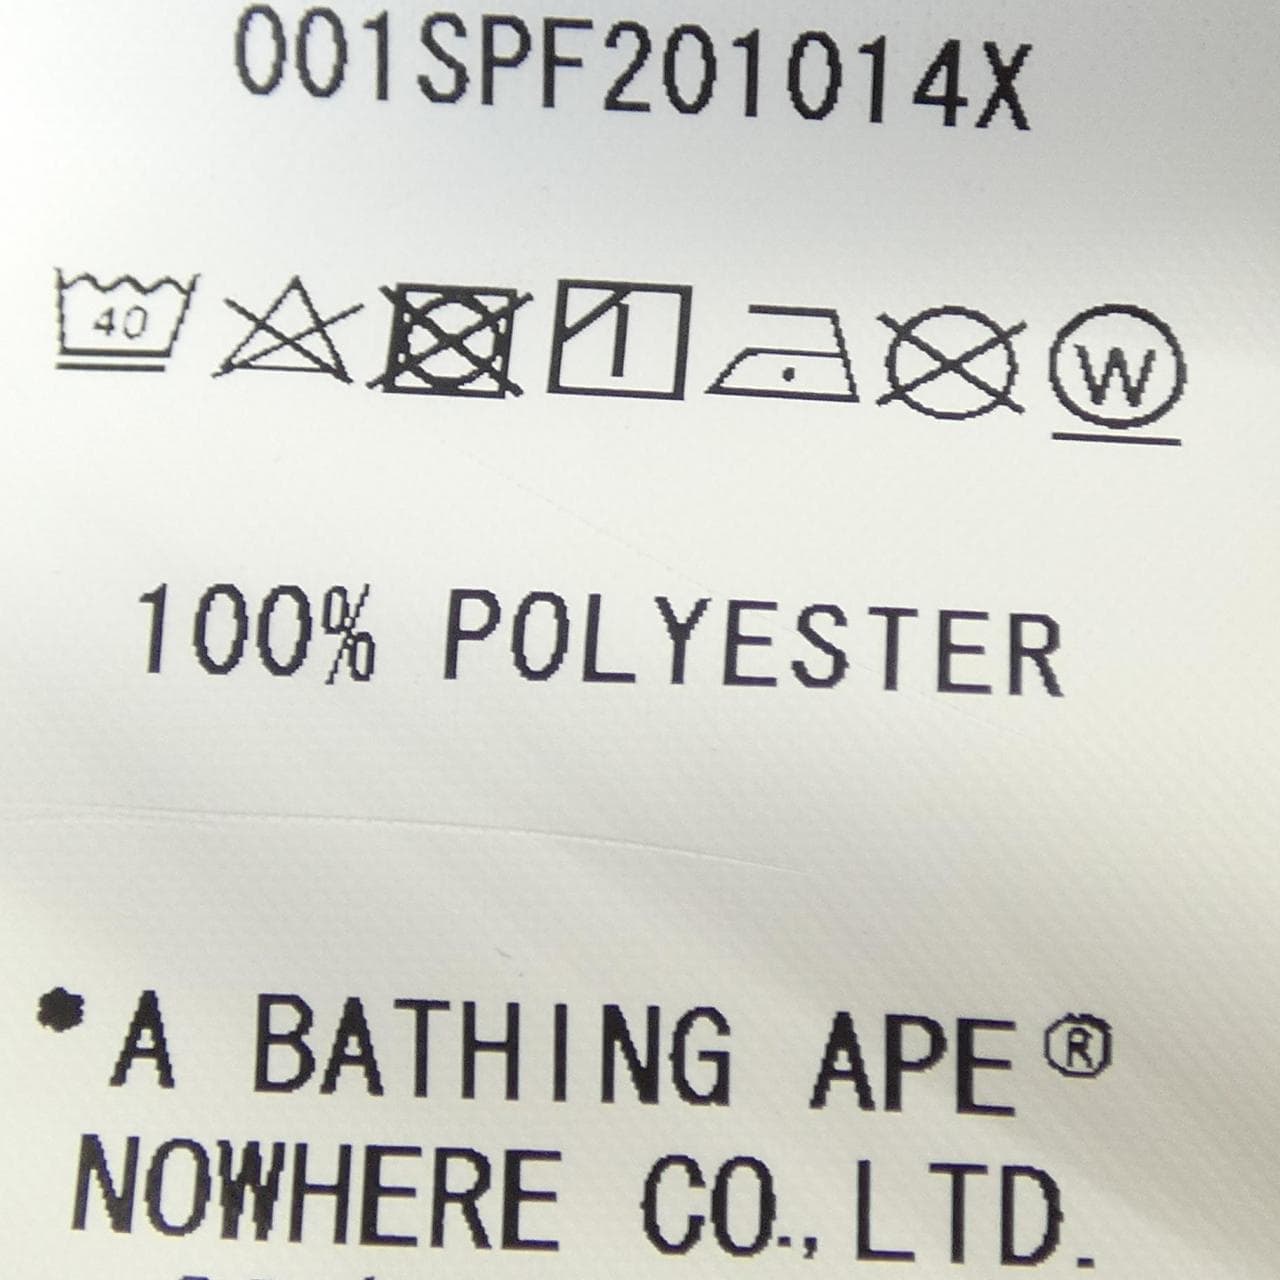 001SPF201014X
40
W
100% POLYESTER
*A BATHING APE®
NOWHERE CO.,LTD.